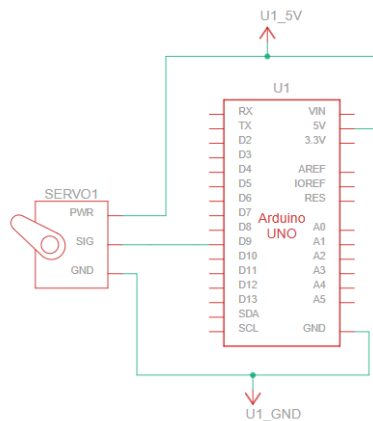 U1_5V
U1
RX VIN
TX 5V
D2 3.3V
D3
D4 AREF
D5 IOREF
D6 RES
D7
Arduino
UNO
D8 A0
D9 A1
D10 A2
D11 A3
D12 A4
D13 A5
SDA
SCL GND
SERVO1
PWR
SIG
GND
U1_GND